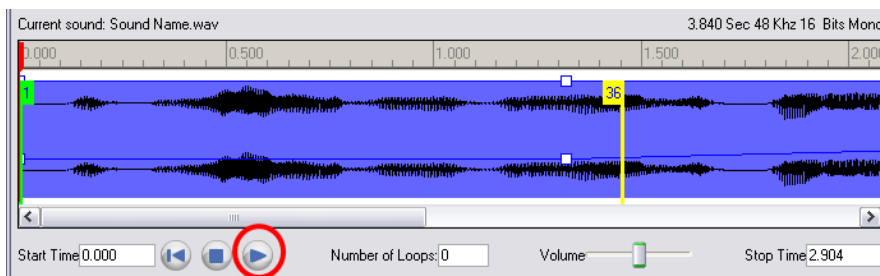 Current sound: Sound Name.wav 3.840 Sec 48 Khz 16 Bits Mono
0.000 0.500 1.000 1.500 2.00
1 36
Start Time 0.000 Number of Loops: 0 Volume Stop Time 2.904